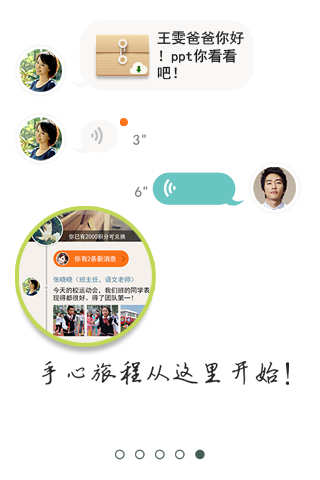 王雯爸爸你好
！ppt你看看
吧！
3"
6"
你已有2000积分可兑换
你有2条新消息 >
张晓晓（班主任，语文老师）
今天的校运动会，我们班的同学表
现得都很好，得了团队第一！
手心旅程从这里开始！